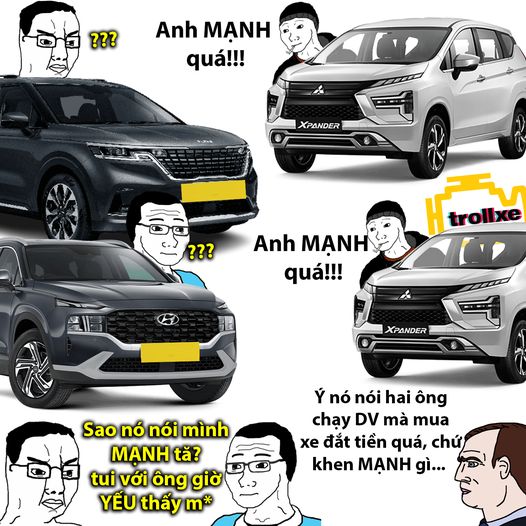 ???
Anh MẠNH
quá!!!
KIA
XPANDER
trollxe
???
Anh MẠNH
quá!!!
XPANDER
Sao nó nói mình
MẠNH tă?
tui với ông giờ
YẾU thấy m*
Ý nó nói hai ông
chạy DV mà mua
xe đắt tiền quá, chứ
khen MẠNH gì...